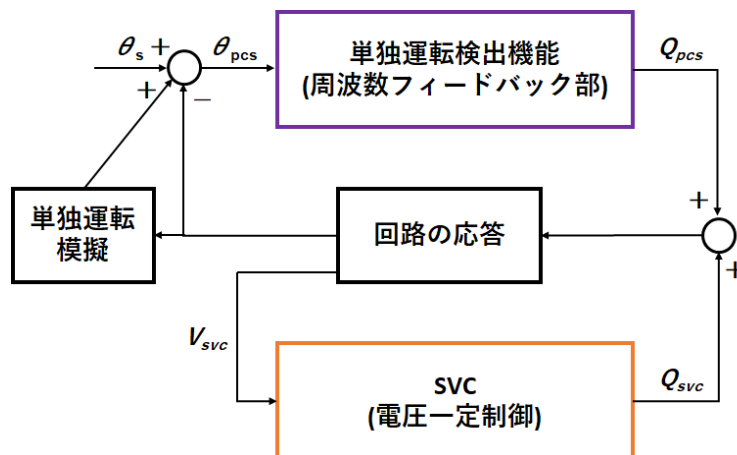 θs
+
θpcs
単独運転検出機能
(周波数フィードバック部)
Qpcs
+
−
単独運転
模擬
回路の応答
+
+
Vsvc
SVC
(電圧一定制御)
Qsvc